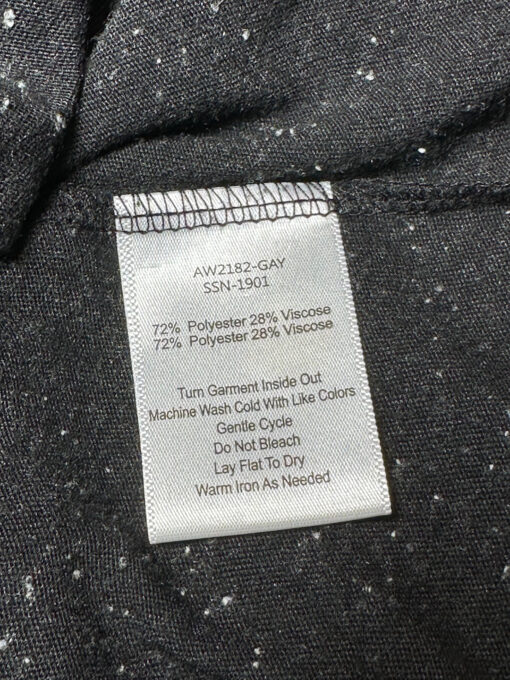 AW2182-GAY
SSN-1901
72% Polyester 28% Viscose
72% Polyester 28% Viscose
Turn Garment Inside Out
Machine Wash Cold With Like Colors
Gentle Cycle
Do Not Bleach
Lay Flat To Dry
Warm Iron As Needed